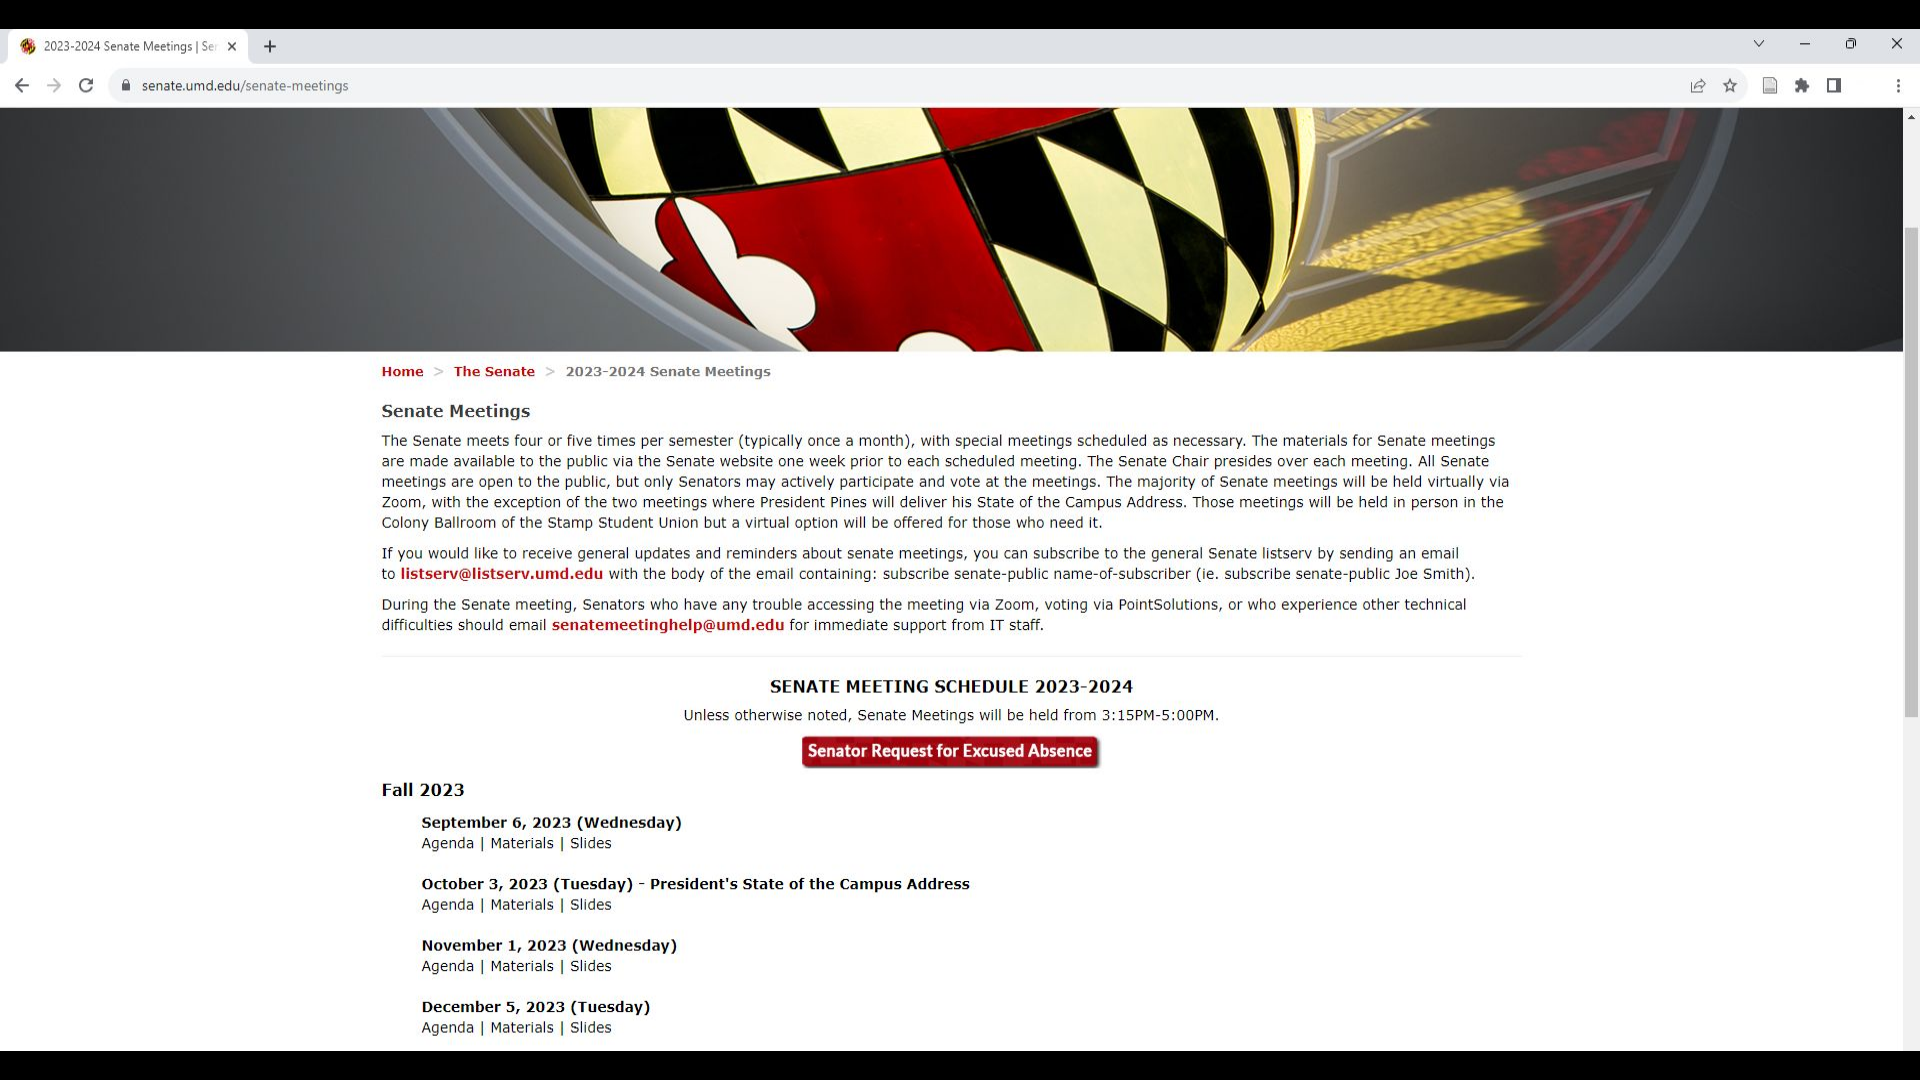 2023-2024 Senate Meetings | Se
senate.umd.edu/senate-meetings
Home > The Senate > 2023-2024 Senate Meetings
Senate Meetings
The Senate meets four or five times per semester (typically once a month), with special meetings scheduled as necessary. The materials for Senate meetings
are made available to the public via the Senate website one week prior to each scheduled meeting. The Senate Chair presides over each meeting. All Senate
meetings are open to the public, but only Senators may actively participate and vote at the meetings. The majority of Senate meetings will be held virtually via
Zoom, with the exception of the two meetings where President Pines will deliver his State of the Campus Address. Those meetings will be held in person in the
Colony Ballroom of the Stamp Student Union but a virtual option will be offered for those who need it.
If you would like to receive general updates and reminders about senate meetings, you can subscribe to the general Senate listserv by sending an email
to listserv@listserv.umd.edu with the body of the email containing: subscribe senate-public name-of-subscriber (ie. subscribe senate-public Joe Smith).
During the Senate meeting, Senators who have any trouble accessing the meeting via Zoom, voting via PointSolutions, or who experience other technical
difficulties should email senatemeetinghelp@umd.edu for immediate support from IT staff.
SENATE MEETING SCHEDULE 2023-2024
Unless otherwise noted, Senate Meetings will be held from 3:15PM-5:00PM.
Senator Request for Excused Absence
Fall 2023
September 6, 2023 (Wednesday)
Agenda | Materials | Slides
October 3, 2023 (Tuesday) - President's State of the Campus Address
Agenda | Materials | Slides
November 1, 2023 (Wednesday)
Agenda | Materials | Slides
December 5, 2023 (Tuesday)
Agenda | Materials | Slides